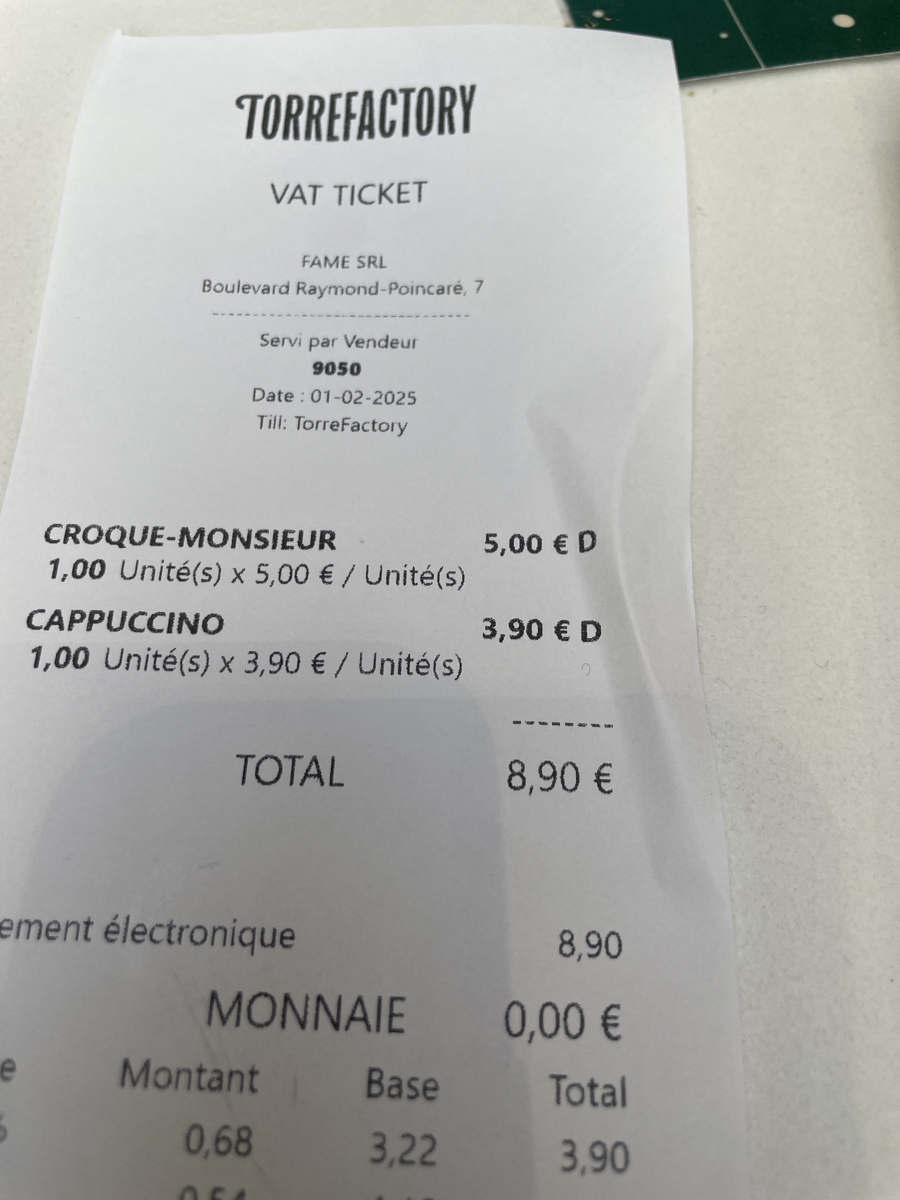 TORREFACTORY
VAT TICKET
FAME SRL
Boulevard Raymond-Poincaré, 7
------------------------------
Servi par Vendeur
9050
Date : 01-02-2025
Till: TorreFactory
CROQUE-MONSIEUR 5,00 € D
1,00 Unité(s) x 5,00 € / Unité(s)
CAPPUCCINO 3,90 € D
1,00 Unité(s) x 3,90 € / Unité(s)
--------
TOTAL 8,90 €
ement électronique 8,90
MONNAIE 0,00 €
e Montant Base Total
0,68 3,22 3,90